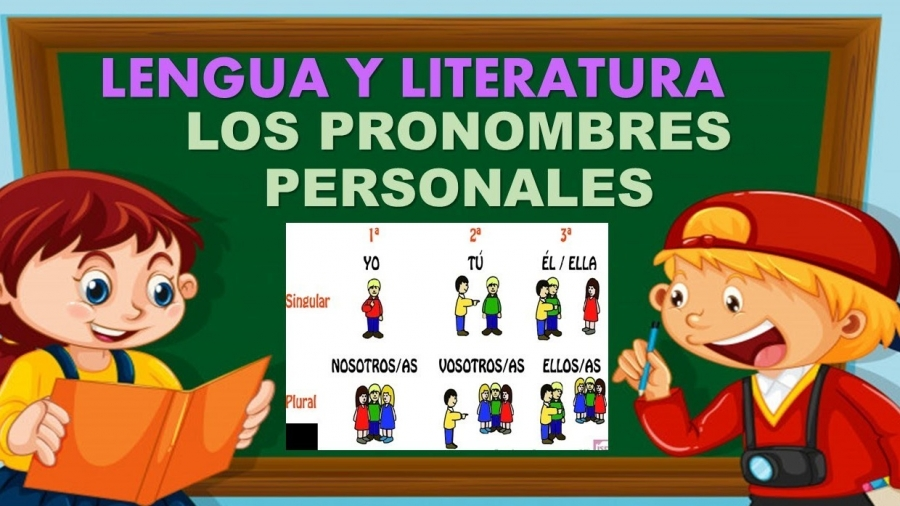 LENGUA Y LITERATURA
LOS PRONOMBRES
PERSONALES
1ª 2ª 3ª
YO TÚ ÉL / ELLA
Singular
NOSOTROS/AS VOSOTROS/AS ELLOS/AS
Plural